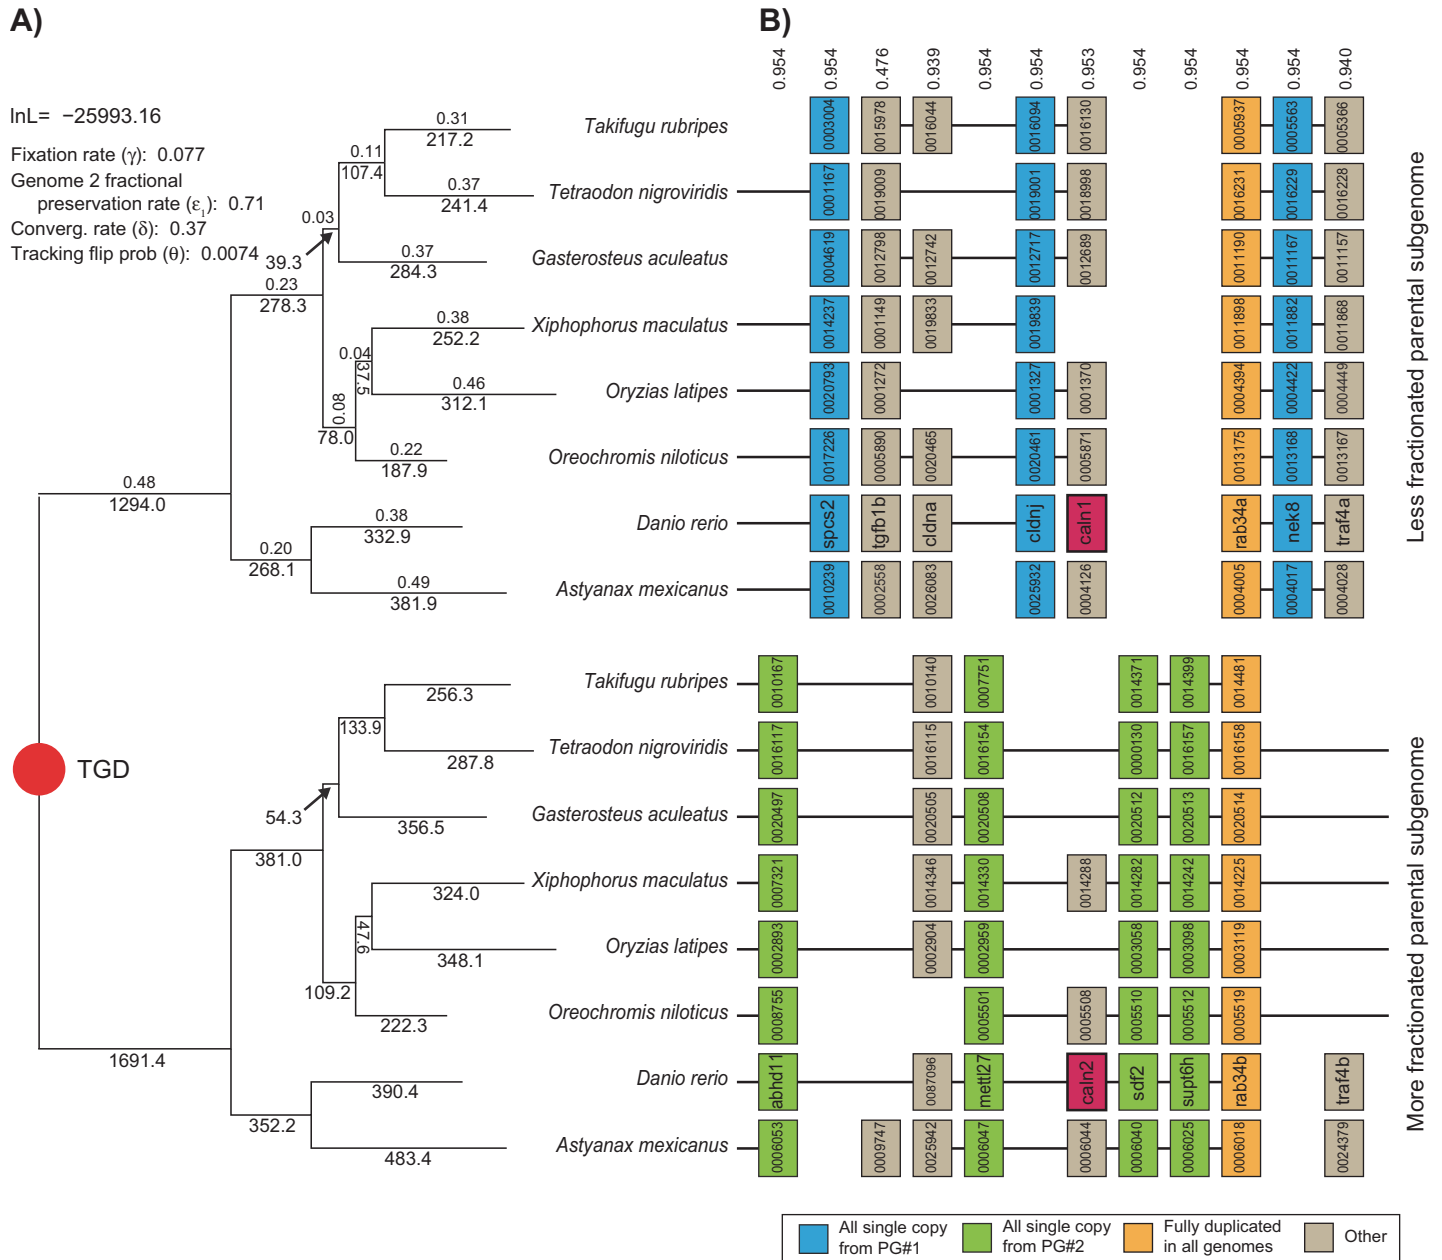 A)
B)
lnL= −25993.16
Fixation rate (γ): 0.077
Genome 2 fractional
preservation rate (ε₁): 0.71
Converg. rate (δ): 0.37
Tracking flip prob (θ): 0.0074
0.954
0.954
0.476
0.939
0.954
0.954
0.953
0.954
0.954
0.954
0.954
0.940
0.31
217.2
0.11
107.4
0.37
241.4
0.03
39.3
0.37
284.3
0.23
278.3
0.38
252.2
0.04
37.5
0.46
312.1
0.08
78.0
0.22
187.9
0.48
1294.0
0.38
332.9
0.20
268.1
0.49
381.9
TGD
256.3
133.9
287.8
54.3
356.5
381.0
324.0
47.6
348.1
109.2
222.3
1691.4
390.4
352.2
483.4
Takifugu rubripes
0003004 0015978 0016044 0016094 0016130 0005937 0005563 0005366
Tetraodon nigroviridis
0001167 0019009 0019001 0018998 0016231 0016229 0016228
Gasterosteus aculeatus
0004619 0012798 0012742 0012717 0012689 0011190 0011167 0011157
Xiphophorus maculatus
0014237 0001149 0019833 0019839 0011898 0011882 0011868
Oryzias latipes
0020793 0001272 0001327 0001370 0004394 0004422 0004449
Oreochromis niloticus
0017226 0005890 0020465 0020461 0005871 0013175 0013168 0013167
Danio rerio
spcs2 tgfb1b cldna cldnj caln1 rab34a nek8 traf4a
Astyanax mexicanus
0010239 0002558 0026083 0025932 0004126 0004005 0004017 0004028
Less fractionated parental subgenome
Takifugu rubripes
0010167 0010140 0007751 0014371 0014399 0014481
Tetraodon nigroviridis
0016117 0016115 0016154 0000130 0016157 0016158
Gasterosteus aculeatus
0020497 0020505 0020508 0020512 0020513 0020514
Xiphophorus maculatus
0007321 0014346 0014330 0014288 0014282 0014242 0014225
Oryzias latipes
0002893 0002904 0002959 0003058 0003098 0003119
Oreochromis niloticus
0008755 0005501 0005508 0005510 0005512 0005519
Danio rerio
abhd11 0087096 mettl27 caln2 sdf2 supt6h rab34b traf4b
Astyanax mexicanus
0006053 0009747 0025942 0006047 0006044 0006040 0006025 0006018 0024379
More fractionated parental subgenome
All single copy
from PG#1
All single copy
from PG#2
Fully duplicated
in all genomes
Other